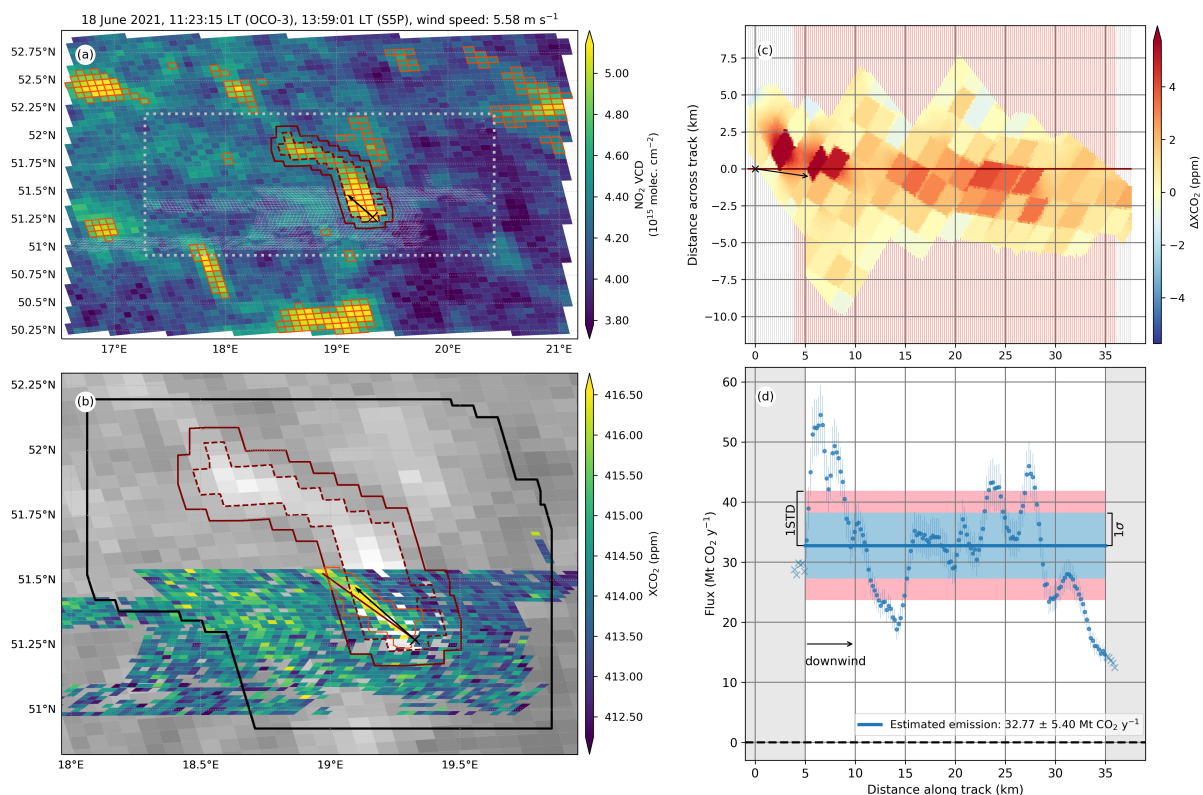 18 June 2021, 11:23:15 LT (OCO-3), 13:59:01 LT (S5P), wind speed: 5.58 m s⁻¹
(a)
52.75°N
52.5°N
52.25°N
52°N
51.75°N
51.5°N
51.25°N
51°N
50.75°N
50.5°N
50.25°N
17°E
18°E
19°E
20°E
21°E
5.00
4.80
4.60
4.40
4.20
4.00
3.80
NO₂ VCD
(10¹⁵ molec. cm⁻²)
(b)
52.25°N
52°N
51.75°N
51.5°N
51.25°N
51°N
18°E
18.5°E
19°E
19.5°E
416.50
416.00
415.50
415.00
414.50
414.00
413.50
413.00
412.50
XCO₂ (ppm)
(c)
7.5
5.0
2.5
0.0
−2.5
−5.0
−7.5
−10.0
Distance across track (km)
0
5
10
15
20
25
30
35
4
2
0
−2
−4
ΔXCO₂ (ppm)
(d)
60
50
40
30
20
10
0
Flux (Mt CO₂ y⁻¹)
1STD
1σ
downwind
Estimated emission: 32.77 ± 5.40 Mt CO₂ y⁻¹
0
5
10
15
20
25
30
35
Distance along track (km)